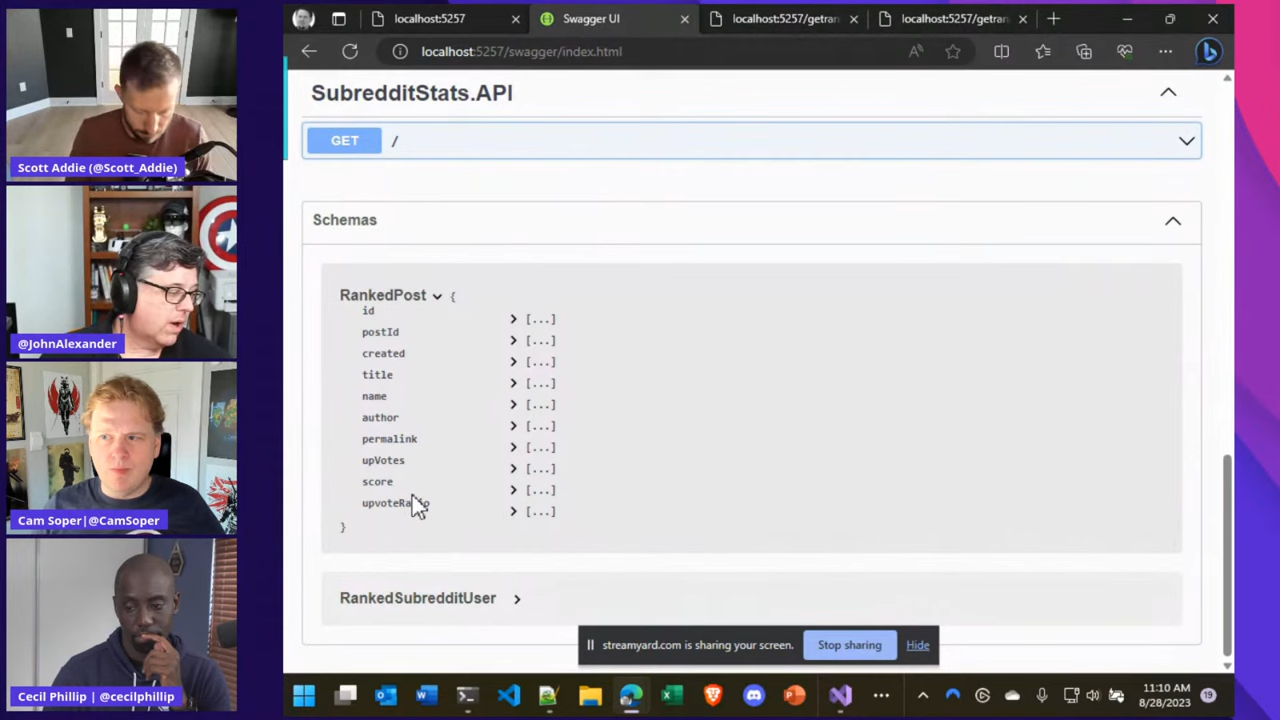 Scott Addie (@Scott_Addie)
@JohnAlexander
Cam Soper|@CamSoper
Cecil Phillip | @cecilphillip
localhost:5257
Swagger UI
localhost:5257/getran
localhost:5257/getran
localhost:5257/swagger/index.html
SubredditStats.API
GET /
Schemas
RankedPost {
id [...]
postId [...]
created [...]
title [...]
name [...]
author [...]
permalink [...]
upVotes [...]
score [...]
upvoteRatio [...]
}
RankedSubredditUser
streamyard.com is sharing your screen. Stop sharing Hide
11:10 AM
8/28/2023
19